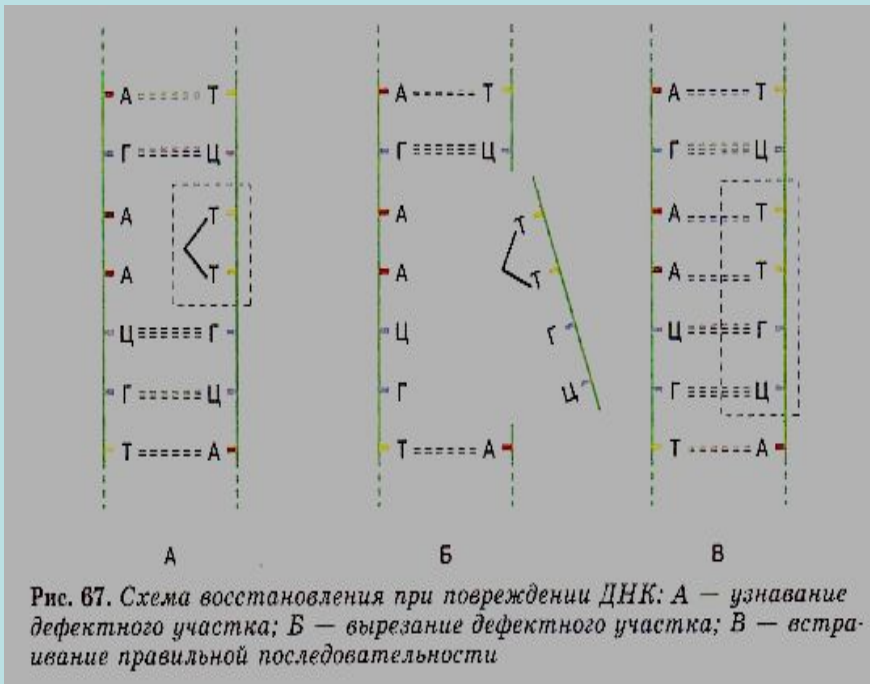 А Т А Т А Т
Г Ц Г Ц Г Ц
А Т А Т А Т
А Т А Т А Т
Ц Г Ц Г Ц Г
Г Ц Г Ц Г Ц
Т А Т А Т А
А Б В
Рис. 67. Схема восстановления при повреждении ДНК: А — узнавание
дефектного участка; Б — вырезание дефектного участка; В — встра-
ивание правильной последовательности